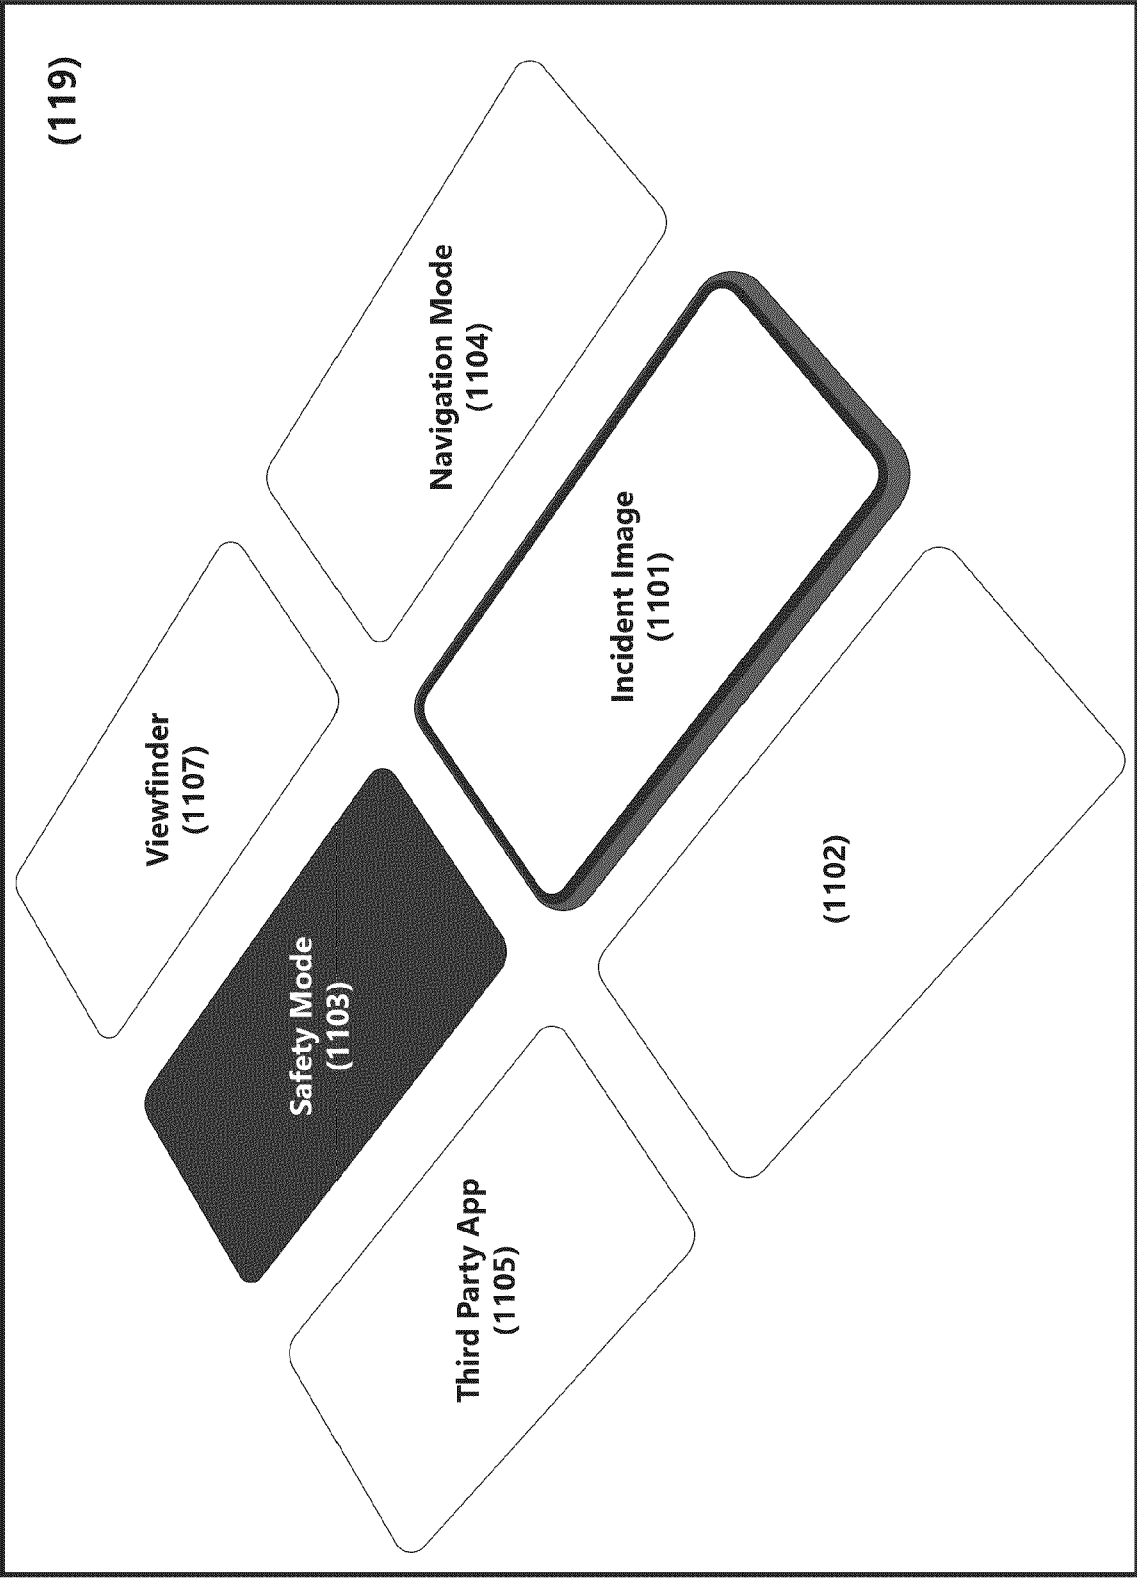 (119)
Viewfinder
(1107)
Navigation Mode
(1104)
Safety Mode
(1103)
Incident Image
(1101)
Third Party App
(1105)
(1102)